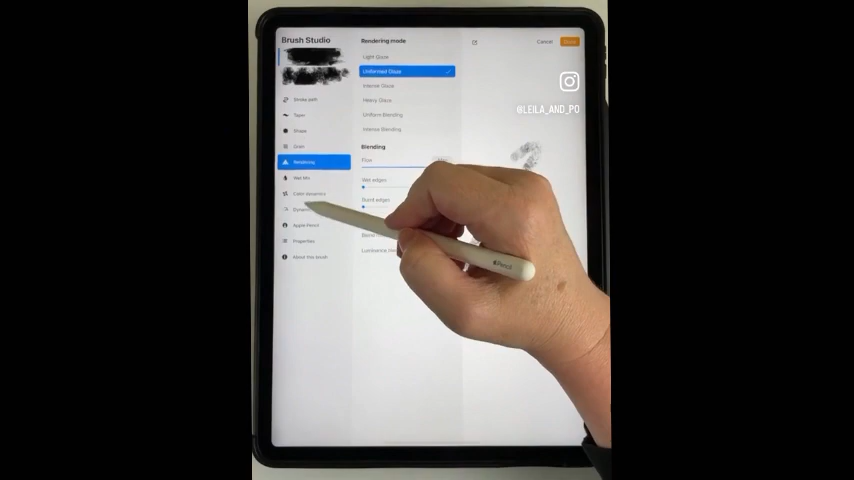 Brush Studio
Stroke path
Taper
Shape
Grain
Rendering
Wet Mix
Color dynamics
Apple Pencil
Properties
About this brush
Rendering mode
Light Glaze
Uniformed Glaze
Intense Glaze
Heavy Glaze
Uniform Blending
Intense Blending
Blending
Flow
Wet edges
Burnt edges
Cancel
Done
@LEILA_AND_PO
Pencil